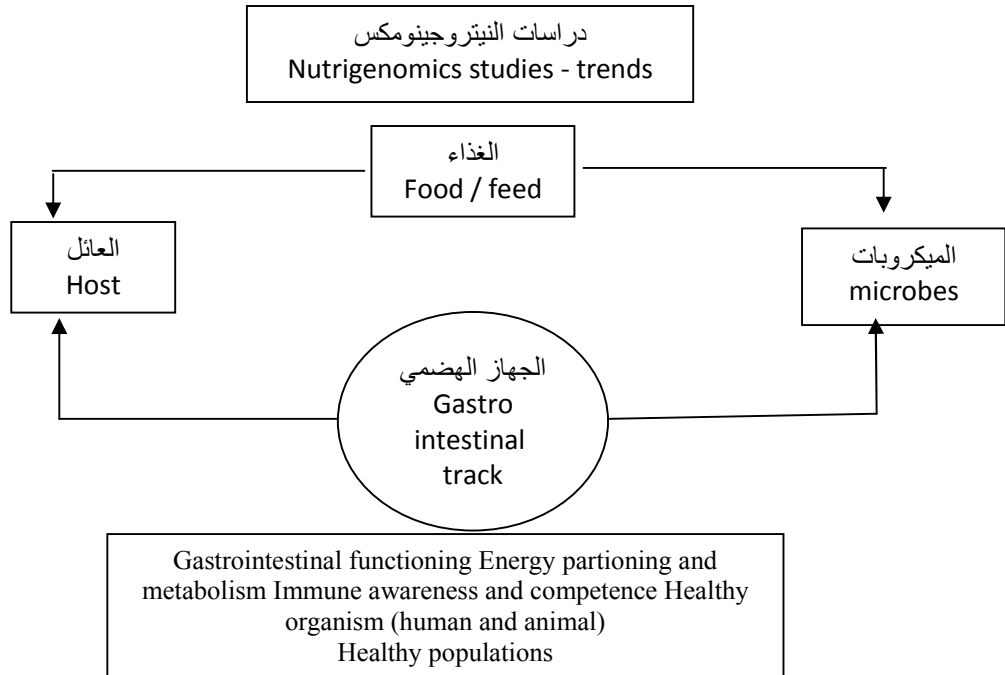 دراسات النيتروجينومكس
Nutrigenomics studies - trends
الغذاء
Food / feed
العائل
Host
الميكروبات
microbes
الجهاز الهضمي
Gastro
intestinal
track
Gastrointestinal functioning Energy partioning and
metabolism Immune awareness and competence Healthy
organism (human and animal)
Healthy populations